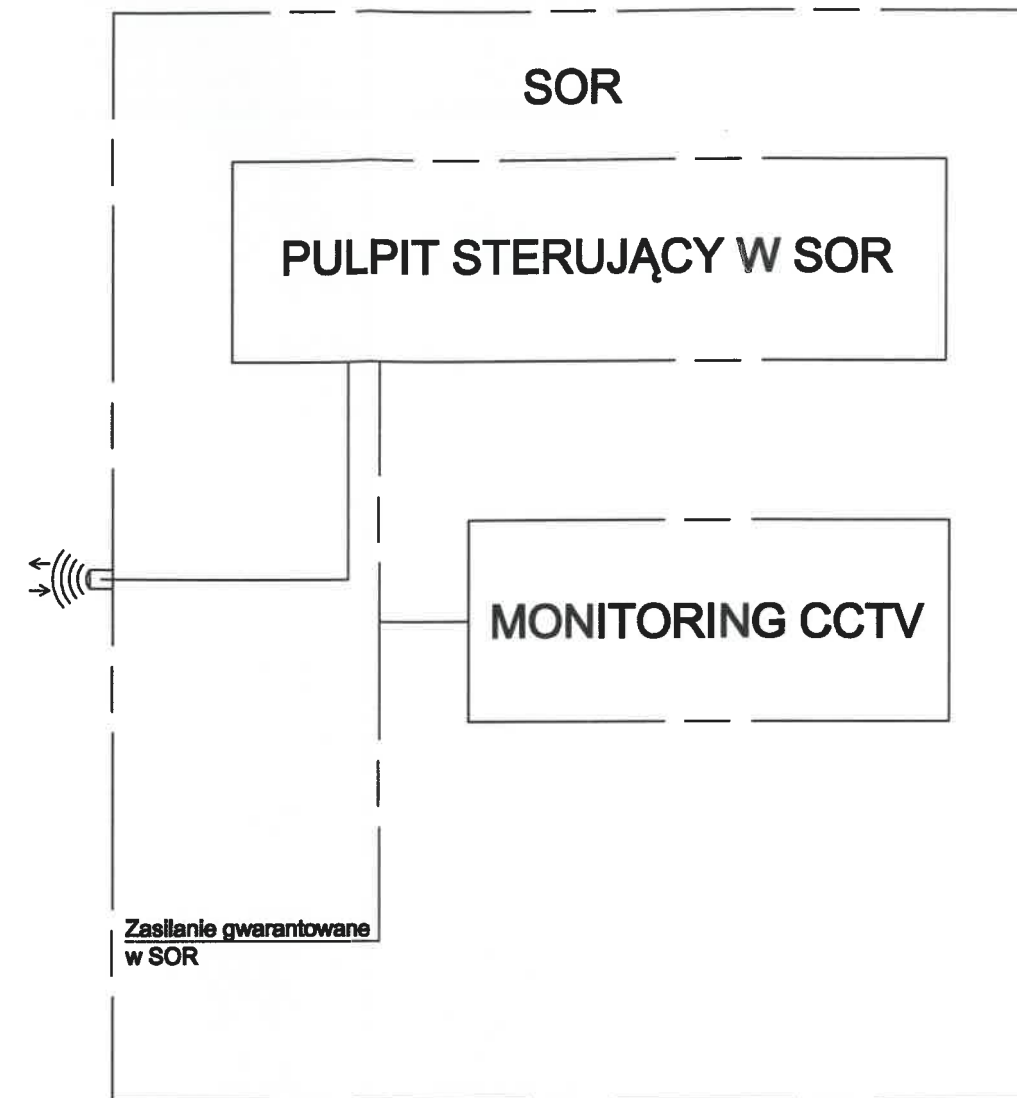 SOR
PULPIT STERUJĄCY W SOR
MONITORING CCTV
Zasilanie gwarantowane
w SOR